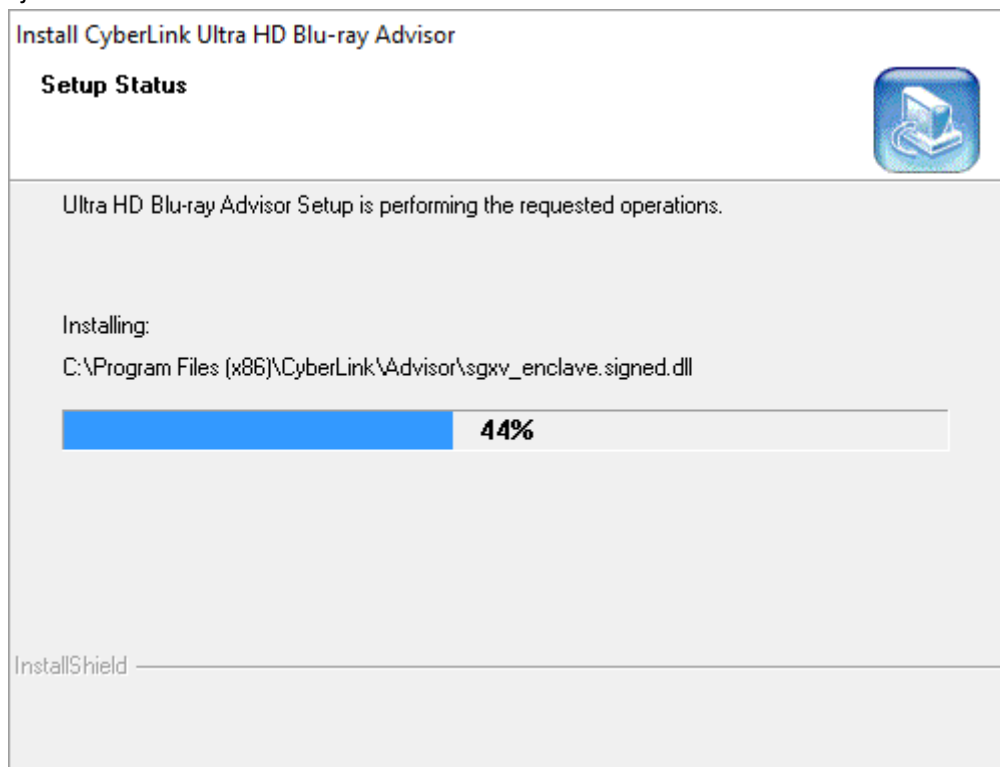 Install CyberLink Ultra HD Blu-ray Advisor
Setup Status
Ultra HD Blu-ray Advisor Setup is performing the requested operations.
Installing:
C:\Program Files (x86)\CyberLink\Advisor\sgxv_enclave.signed.dll
44%
InstallShield